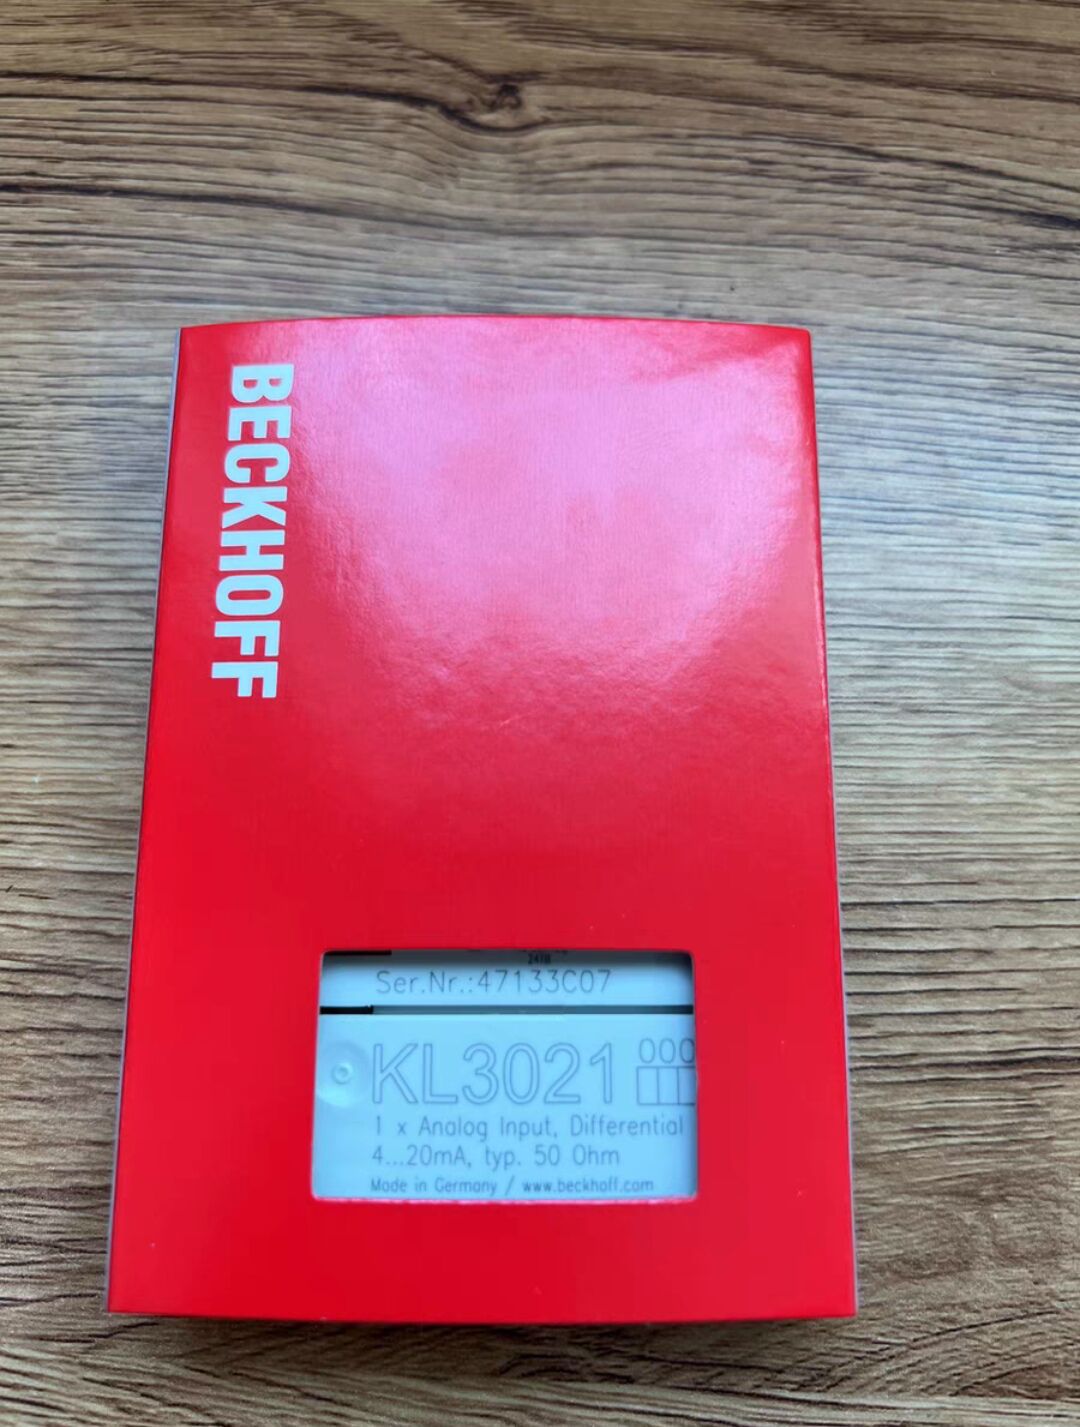 BECKHOFF
Ser.Nr.:47133C07
KL3021
000
1 x Analog Input, Differential
4...20mA, typ. 50 Ohm
Made in Germany / www.beckhoff.com